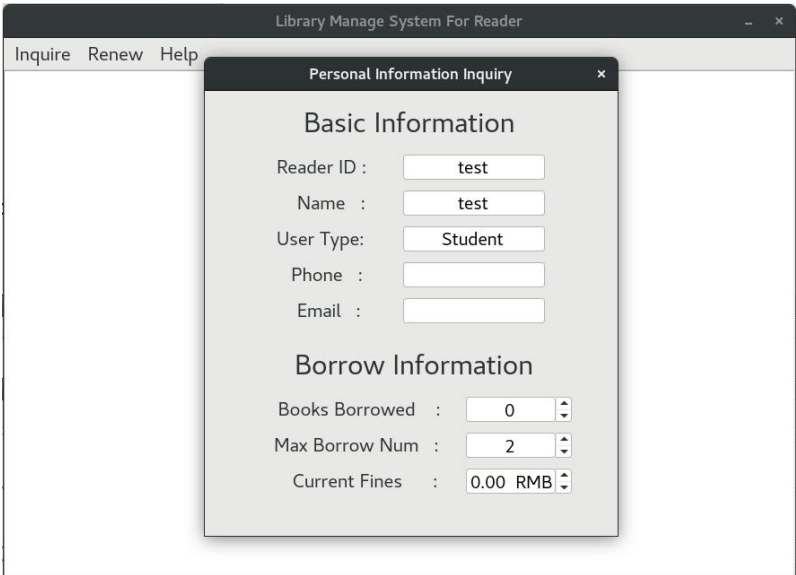 Library Manage System For Reader
Inquire Renew Help
Personal Information Inquiry
Basic Information
Reader ID : test
Name : test
User Type: Student
Phone :
Email :
Borrow Information
Books Borrowed : 0
Max Borrow Num : 2
Current Fines : 0.00 RMB